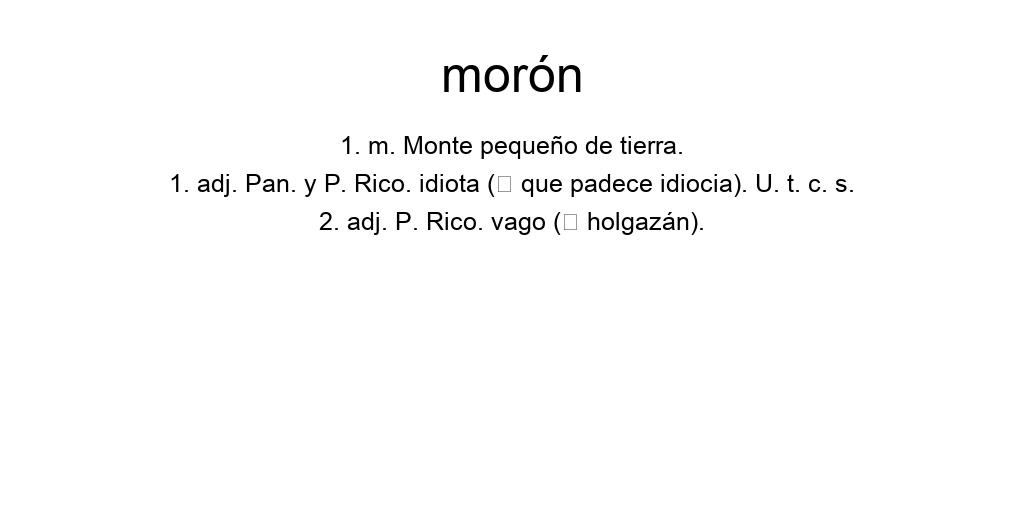 morón
1. m. Monte pequeño de tierra.
1. adj. Pan. y P. Rico. idiota (▯ que padece idiocia). U. t. c. s.
2. adj. P. Rico. vago (▯ holgazán).